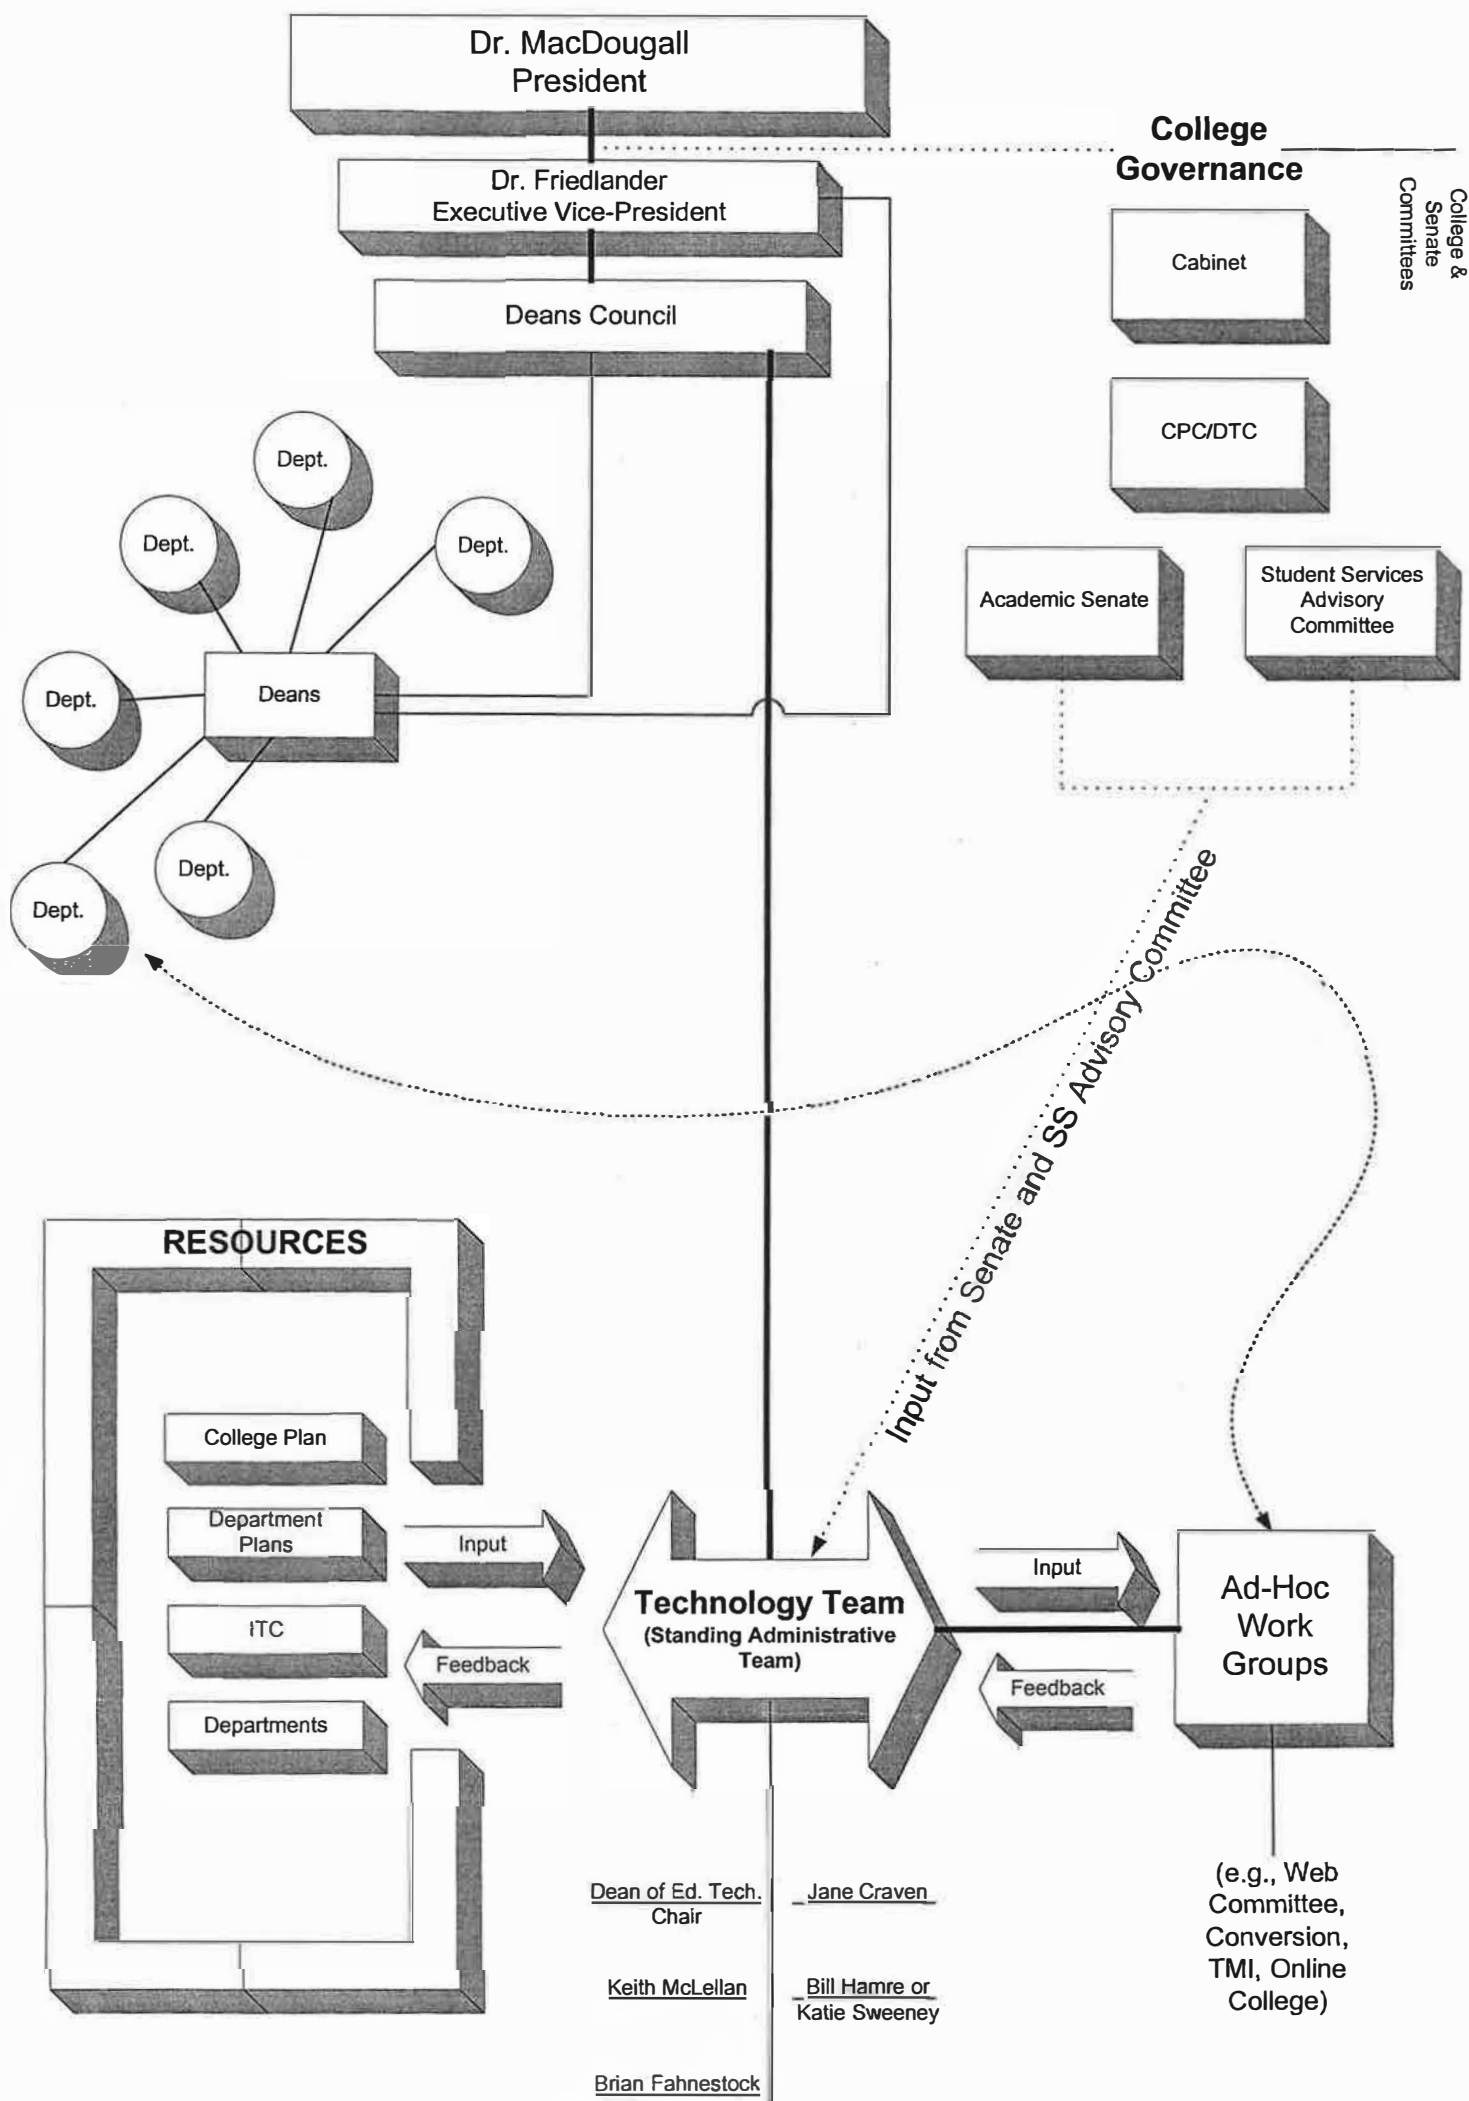 Dr. MacDougall
President
College
Governance
Dr. Friedlander
Executive Vice-President
College &
Senate
Committees
Cabinet
Deans Council
CPC/DTC
Dept.
Dept.
Dept.
Academic Senate
Student Services
Advisory
Committee
Dept.
Deans
Dept.
Dept.
Input from Senate and SS Advisory Committee
RESOURCES
College Plan
Department
Plans
ITC
Departments
Input
Feedback
Technology Team
(Standing Administrative
Team)
Input
Feedback
Ad-Hoc
Work
Groups
(e.g., Web
Committee,
Conversion,
TMI, Online
College)
Dean of Ed. Tech.
Chair
Jane Craven
Keith McLellan
Bill Hamre or
Katie Sweeney
Brian Fahnestock